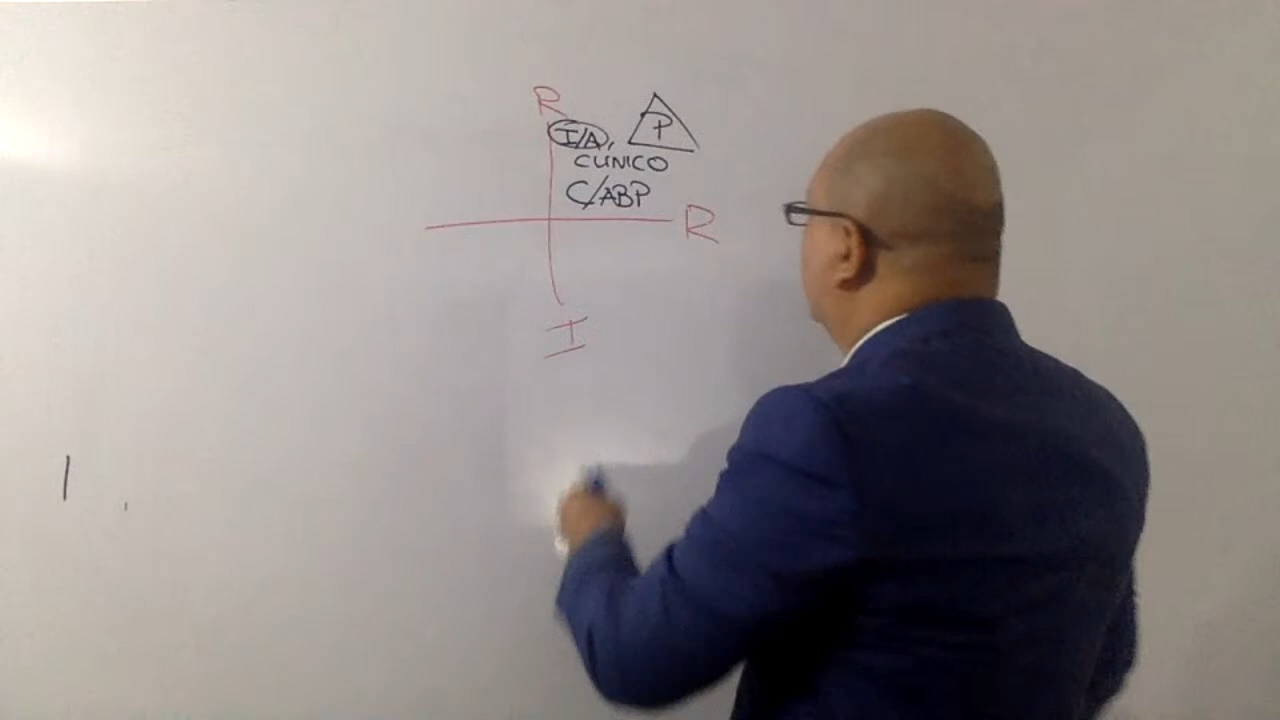 R
I/A, P
CLINICO
C/ABP
R
I